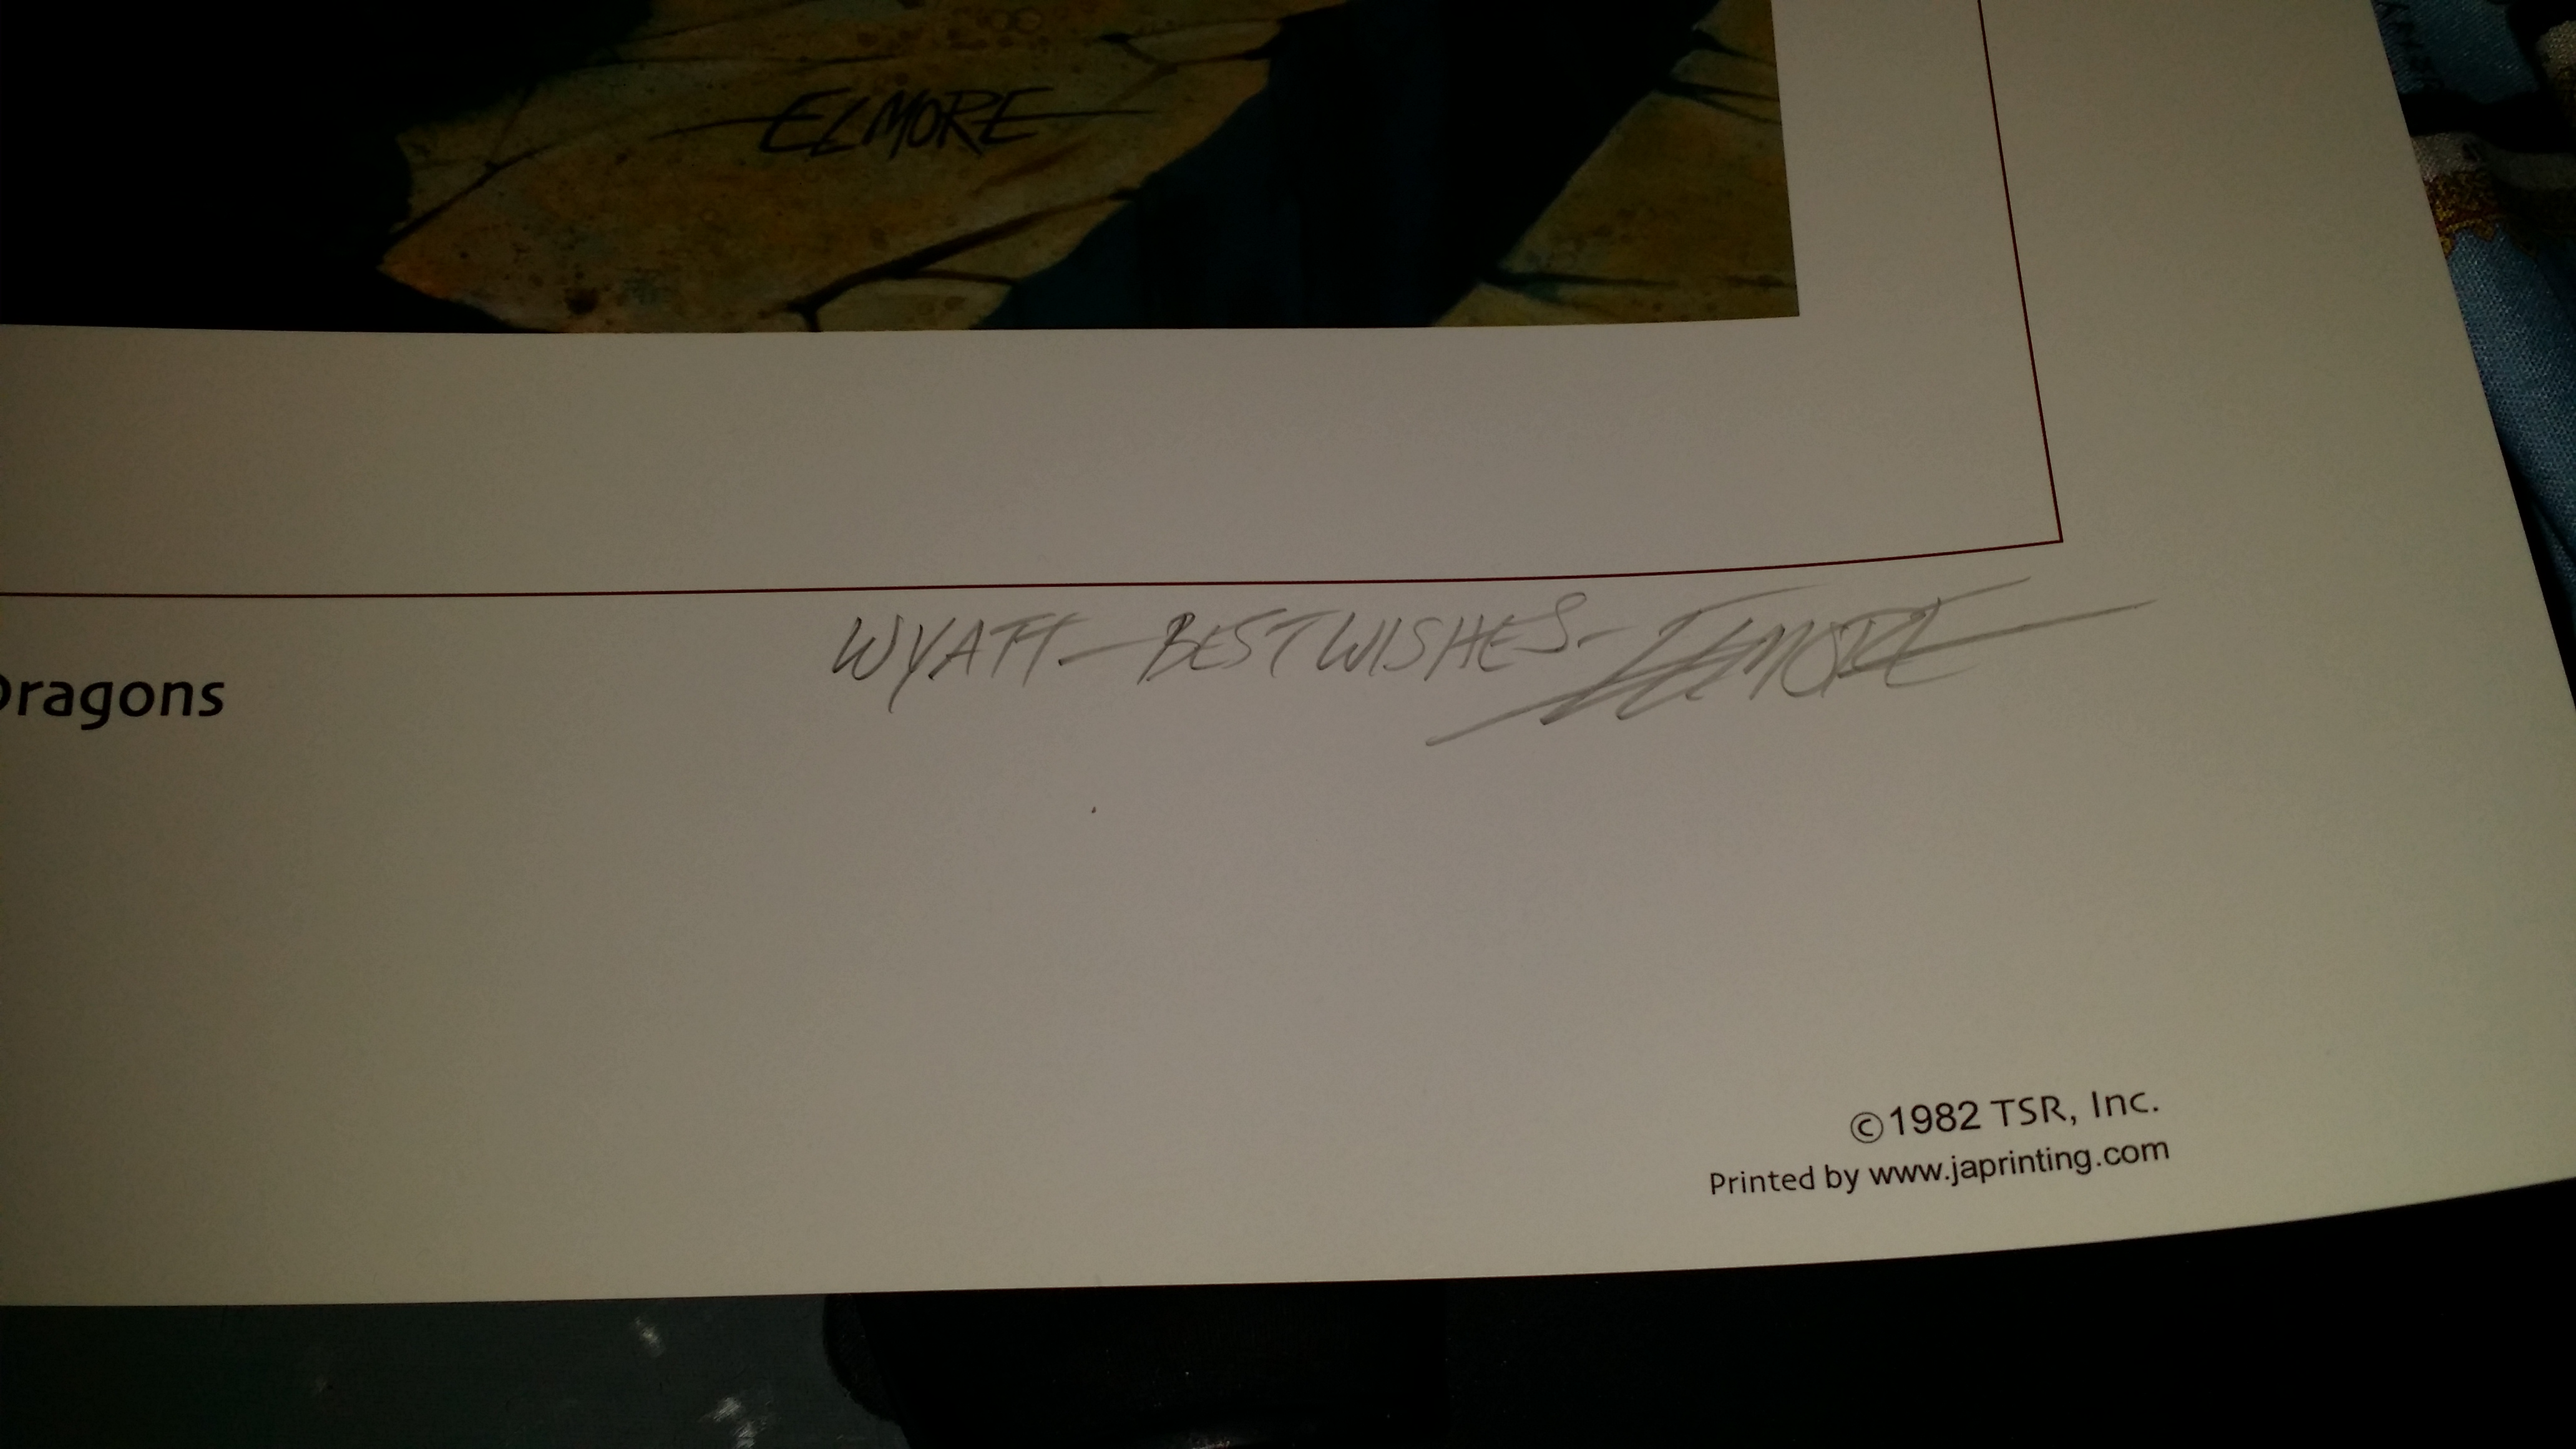 ELMORE
WYATT - BEST WISHES - ELMORE
Dragons
©1982 TSR, Inc.
Printed by www.japrinting.com